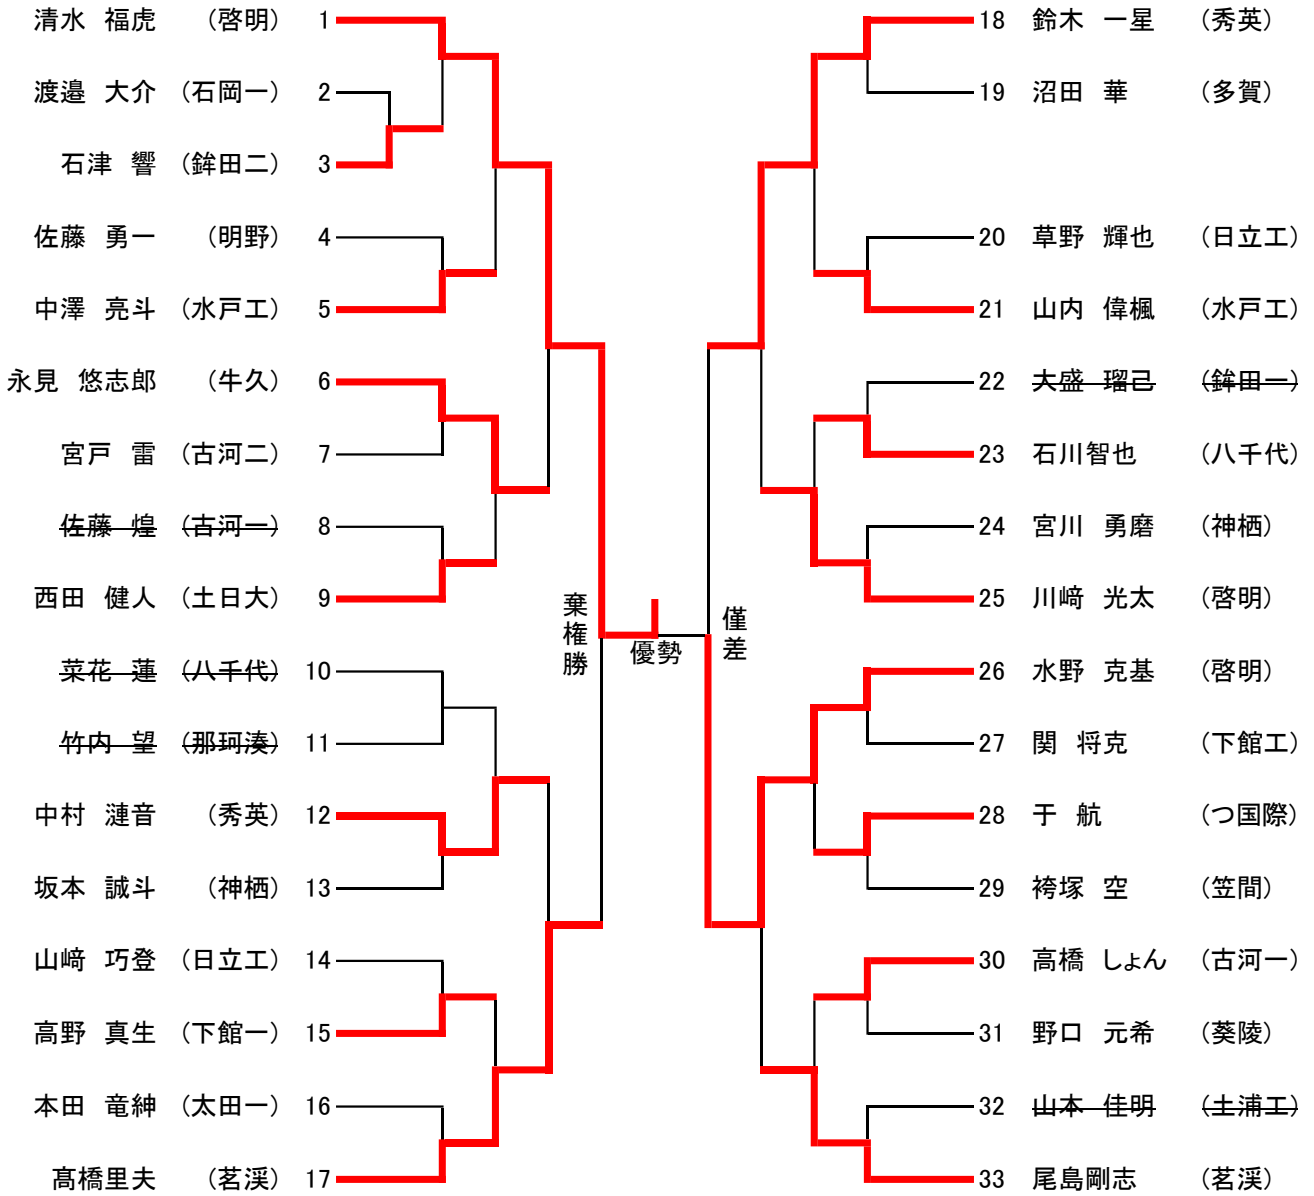 清水 福虎 (啓明) 1
渡邉 大介 (石岡一) 2
石津 響 (鉾田二) 3
佐藤 勇一 (明野) 4
中澤 亮斗 (水戸工) 5
永見 悠志郎 (牛久) 6
宮戸 雷 (古河二) 7
佐藤 煌 (古河一) 8
西田 健人 (土日大) 9
菜花 蓮 (八千代) 10
竹内 望 (那珂湊) 11
中村 漣音 (秀英) 12
坂本 誠斗 (神栖) 13
山﨑 巧登 (日立工) 14
高野 真生 (下館一) 15
本田 竜紳 (太田一) 16
髙橋里夫 (茗溪) 17
棄権勝
優勢
僅差
18 鈴木 一星 (秀英)
19 沼田 華 (多賀)
20 草野 輝也 (日立工)
21 山内 偉楓 (水戸工)
22 大盛 瑠己 (鉾田一)
23 石川智也 (八千代)
24 宮川 勇磨 (神栖)
25 川﨑 光太 (啓明)
26 水野 克基 (啓明)
27 関 将克 (下館工)
28 于 航 (つ国際)
29 袴塚 空 (笠間)
30 高橋 しょん (古河一)
31 野口 元希 (葵陵)
32 山本 佳明 (土浦工)
33 尾島剛志 (茗溪)